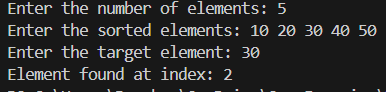 Enter the number of elements: 5
Enter the sorted elements: 10 20 30 40 50
Enter the target element: 30
Element found at index: 2